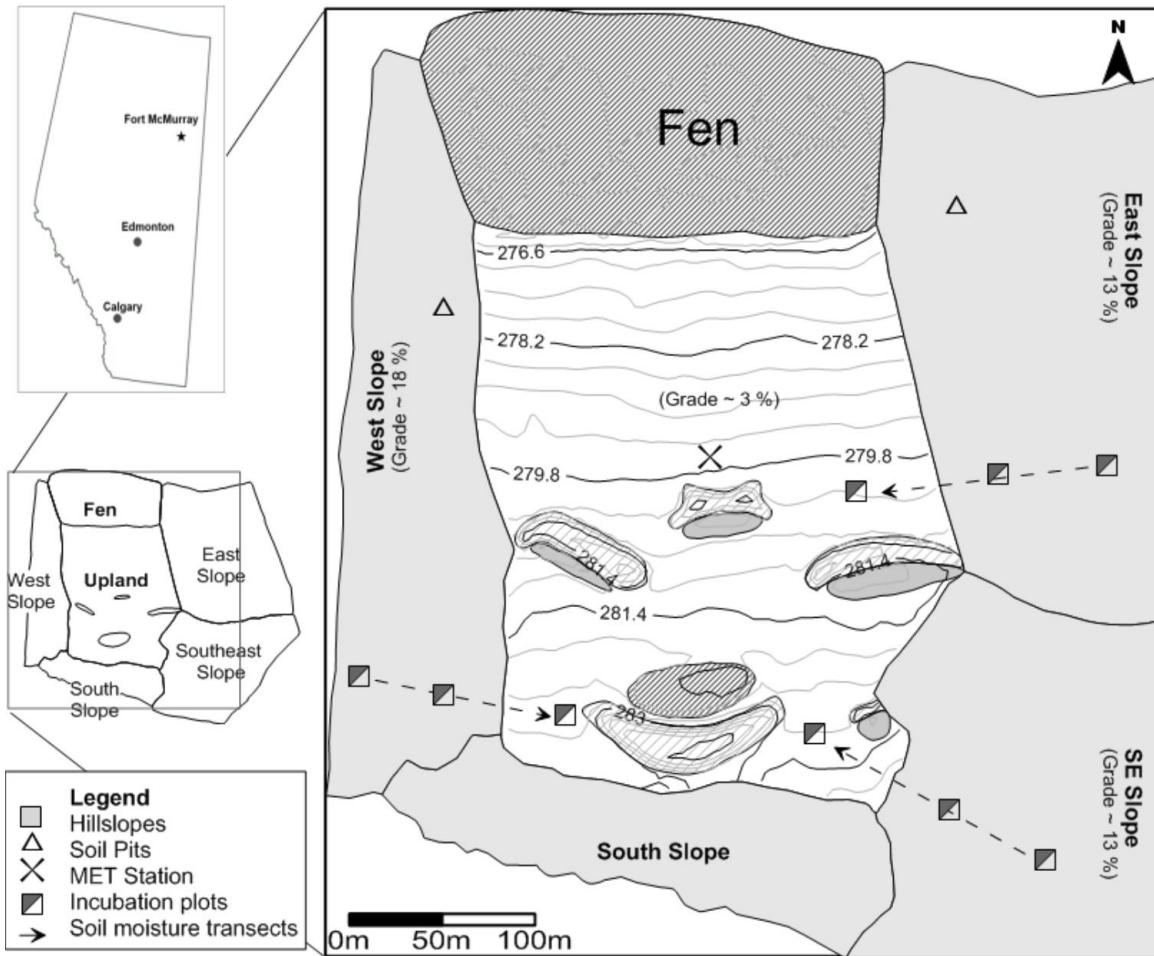 Fort McMurray
Edmonton
Calgary
Fen
West
Slope
Upland
East
Slope
Southeast
Slope
South
Slope
Legend
Hillslopes
Soil Pits
MET Station
Incubation plots
Soil moisture transects
N
Fen
276.6
278.2
278.2
(Grade ~ 3 %)
279.8
279.8
281.4
281.4
281.4
283
West Slope
(Grade ~ 18 %)
East Slope
(Grade ~ 13 %)
SE Slope
(Grade ~ 13 %)
South Slope
0m 50m 100m